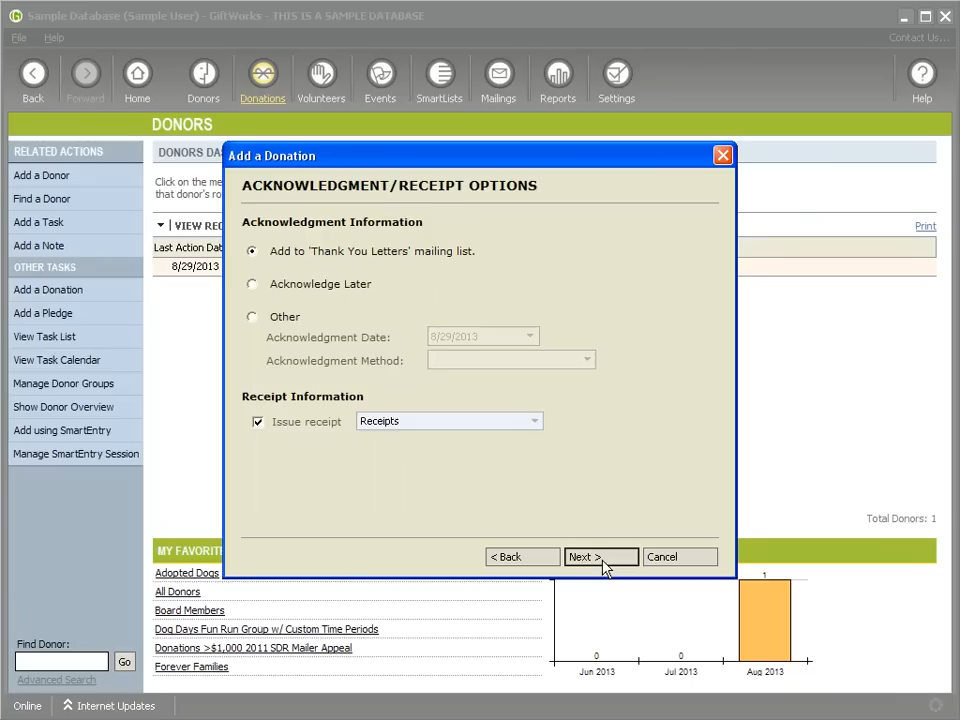 Sample Database (Sample User) - GiftWorks - THIS IS A SAMPLE DATABASE
File Help Contact Us...
Back Forward Home Donors Donations Volunteers Events SmartLists Mailings Reports Settings Help
DONORS
RELATED ACTIONS
Add a Donor
Find a Donor
Add a Task
Add a Note
OTHER TASKS
Add a Donation
Add a Pledge
View Task List
View Task Calendar
Manage Donor Groups
Show Donor Overview
Add using SmartEntry
Manage SmartEntry Session
Find Donor:
Go
Advanced Search
DONORS DAS
Click on the me
that donor's ro
VIEW REC
Print
Last Action Dat
8/29/2013
Add a Donation
ACKNOWLEDGMENT/RECEIPT OPTIONS
Acknowledgment Information
Add to 'Thank You Letters' mailing list.
Acknowledge Later
Other
Acknowledgment Date: 8/29/2013
Acknowledgment Method:
Receipt Information
Issue receipt Receipts
< Back Next > Cancel
Total Donors: 1
MY FAVORIT
Adopted Dogs
All Donors
Board Members
Dog Days Fun Run Group w/ Custom Time Periods
Donations >$1,000 2011 SDR Mailer Appeal
Forever Families
1
0 0
Jun 2013 Jul 2013 Aug 2013
Online Internet Updates